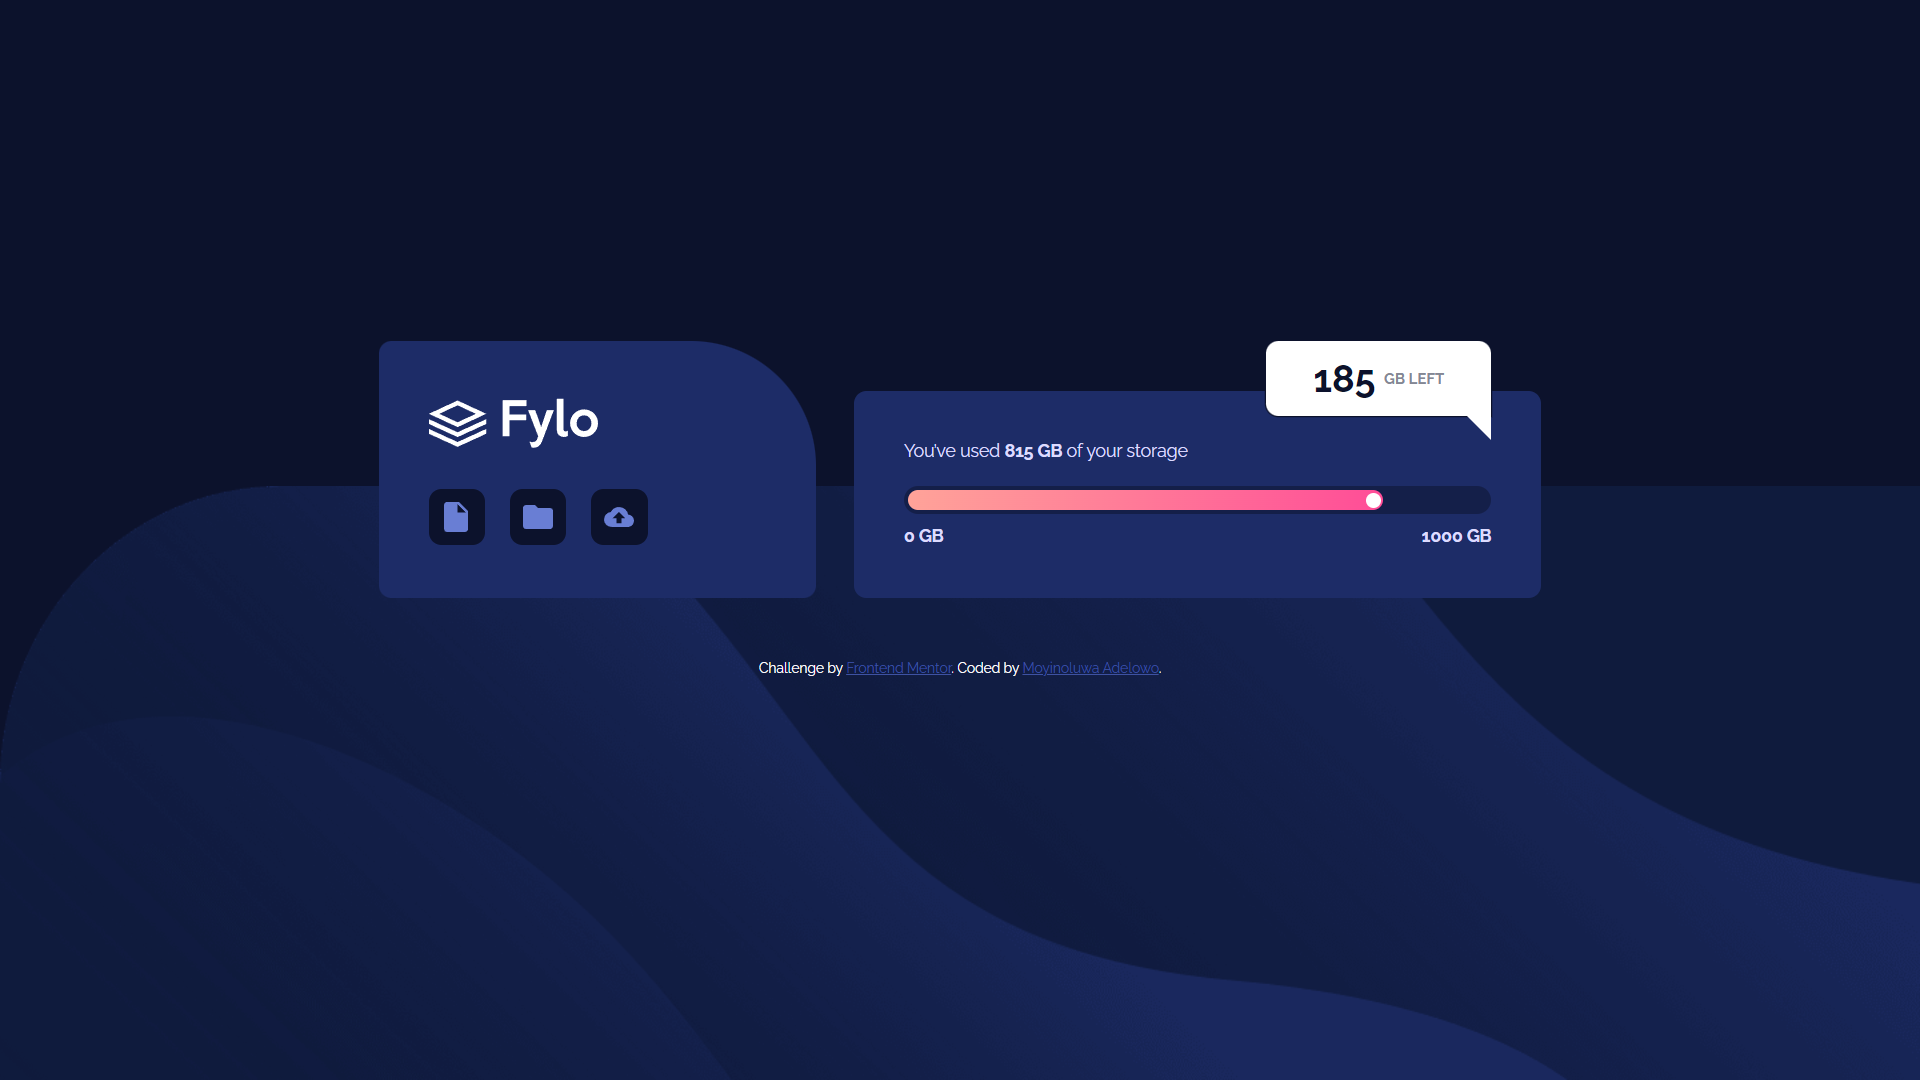 Fylo
185 GB LEFT
You've used 815 GB of your storage
0 GB
1000 GB
Challenge by Frontend Mentor. Coded by Moyinoluwa Adelowo.